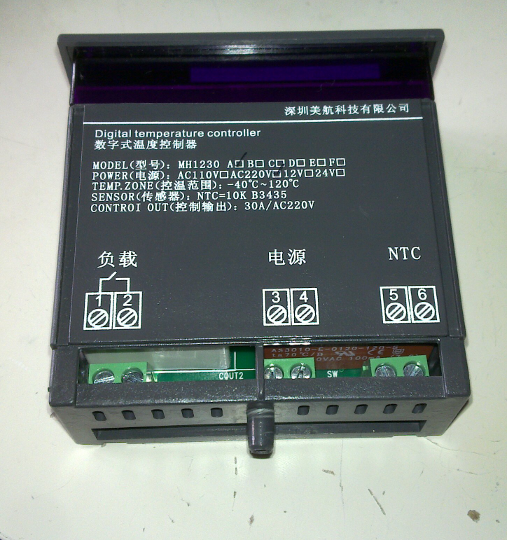 深圳美航科技有限公司
Digital temperature controller
数字式温度控制器
MODEL(型号): MH1230 A□ B□ C□ D□ E□ F□
POWER(电源): AC110V□ AC220V□ 12V□ 24V□
TEMP.ZONE(控温范围): -40℃~120℃
SENSOR(传感器): NTC=10K B3435
CONTROI OUT(控制输出): 30A/AC220V
负载 电源 NTC
1 2 3 4 5 6
COUT2 SW